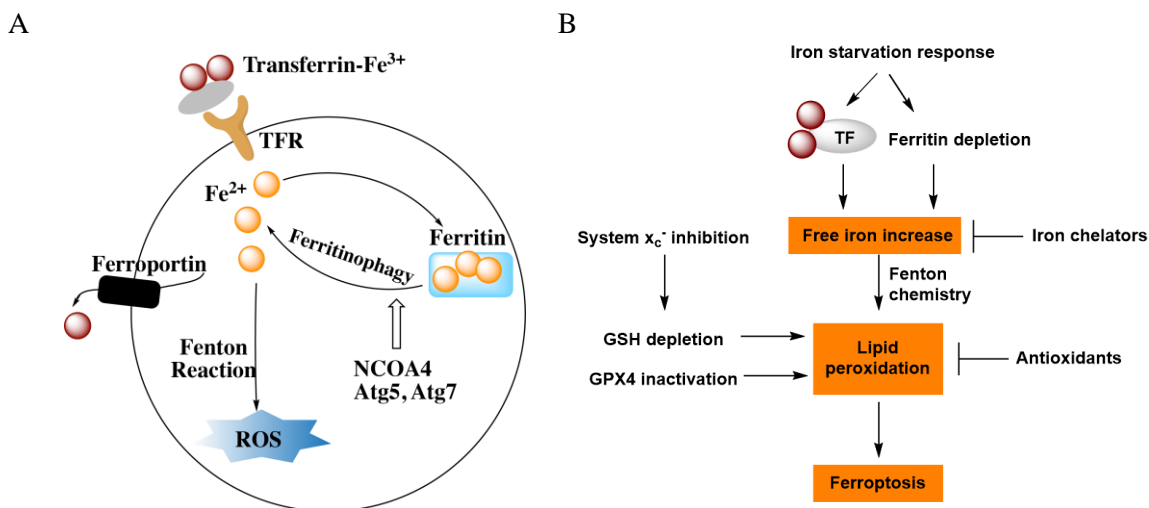 A
Transferrin-Fe³⁺
TFR
Fe²⁺
Ferritinophagy
Ferritin
Ferroportin
Fenton
Reaction
NCOA4
Atg5, Atg7
ROS
B
Iron starvation response
TF
Ferritin depletion
System xc⁻ inhibition
Free iron increase
Iron chelators
Fenton
chemistry
GSH depletion
Lipid
peroxidation
Antioxidants
GPX4 inactivation
Ferroptosis